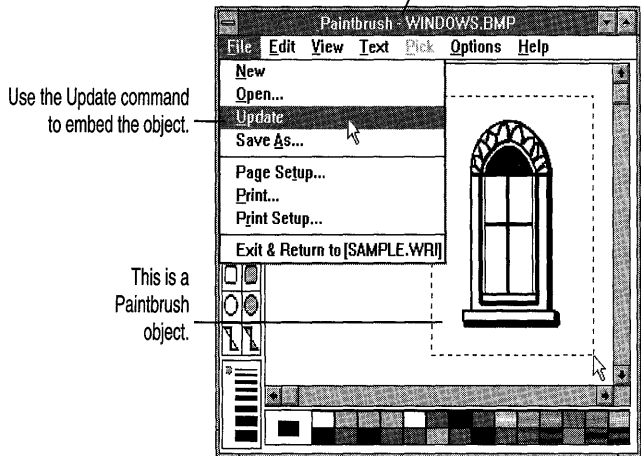 Paintbrush - WINDOWS.BMP
File Edit View Text Pick Options Help
New
Open...
Use the Update command
to embed the object.
Update
Save As...
Page Setup...
Print...
Print Setup...
Exit & Return to [SAMPLE.WRI]
This is a
Paintbrush
object.